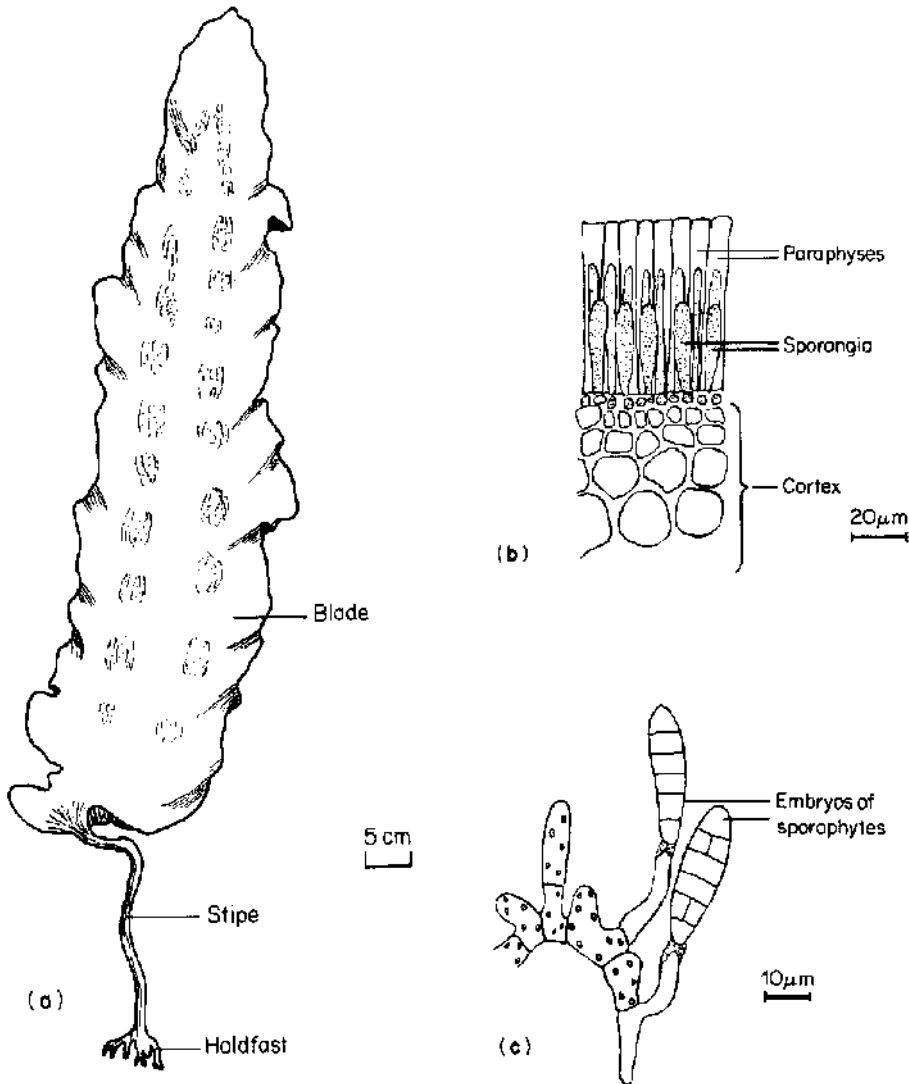 Paraphyses
Sporangia
Cortex
20μm
(b)
Blade
5 cm
Stipe
(a)
Holdfast
Embryos of
sporophytes
10μm
(c)